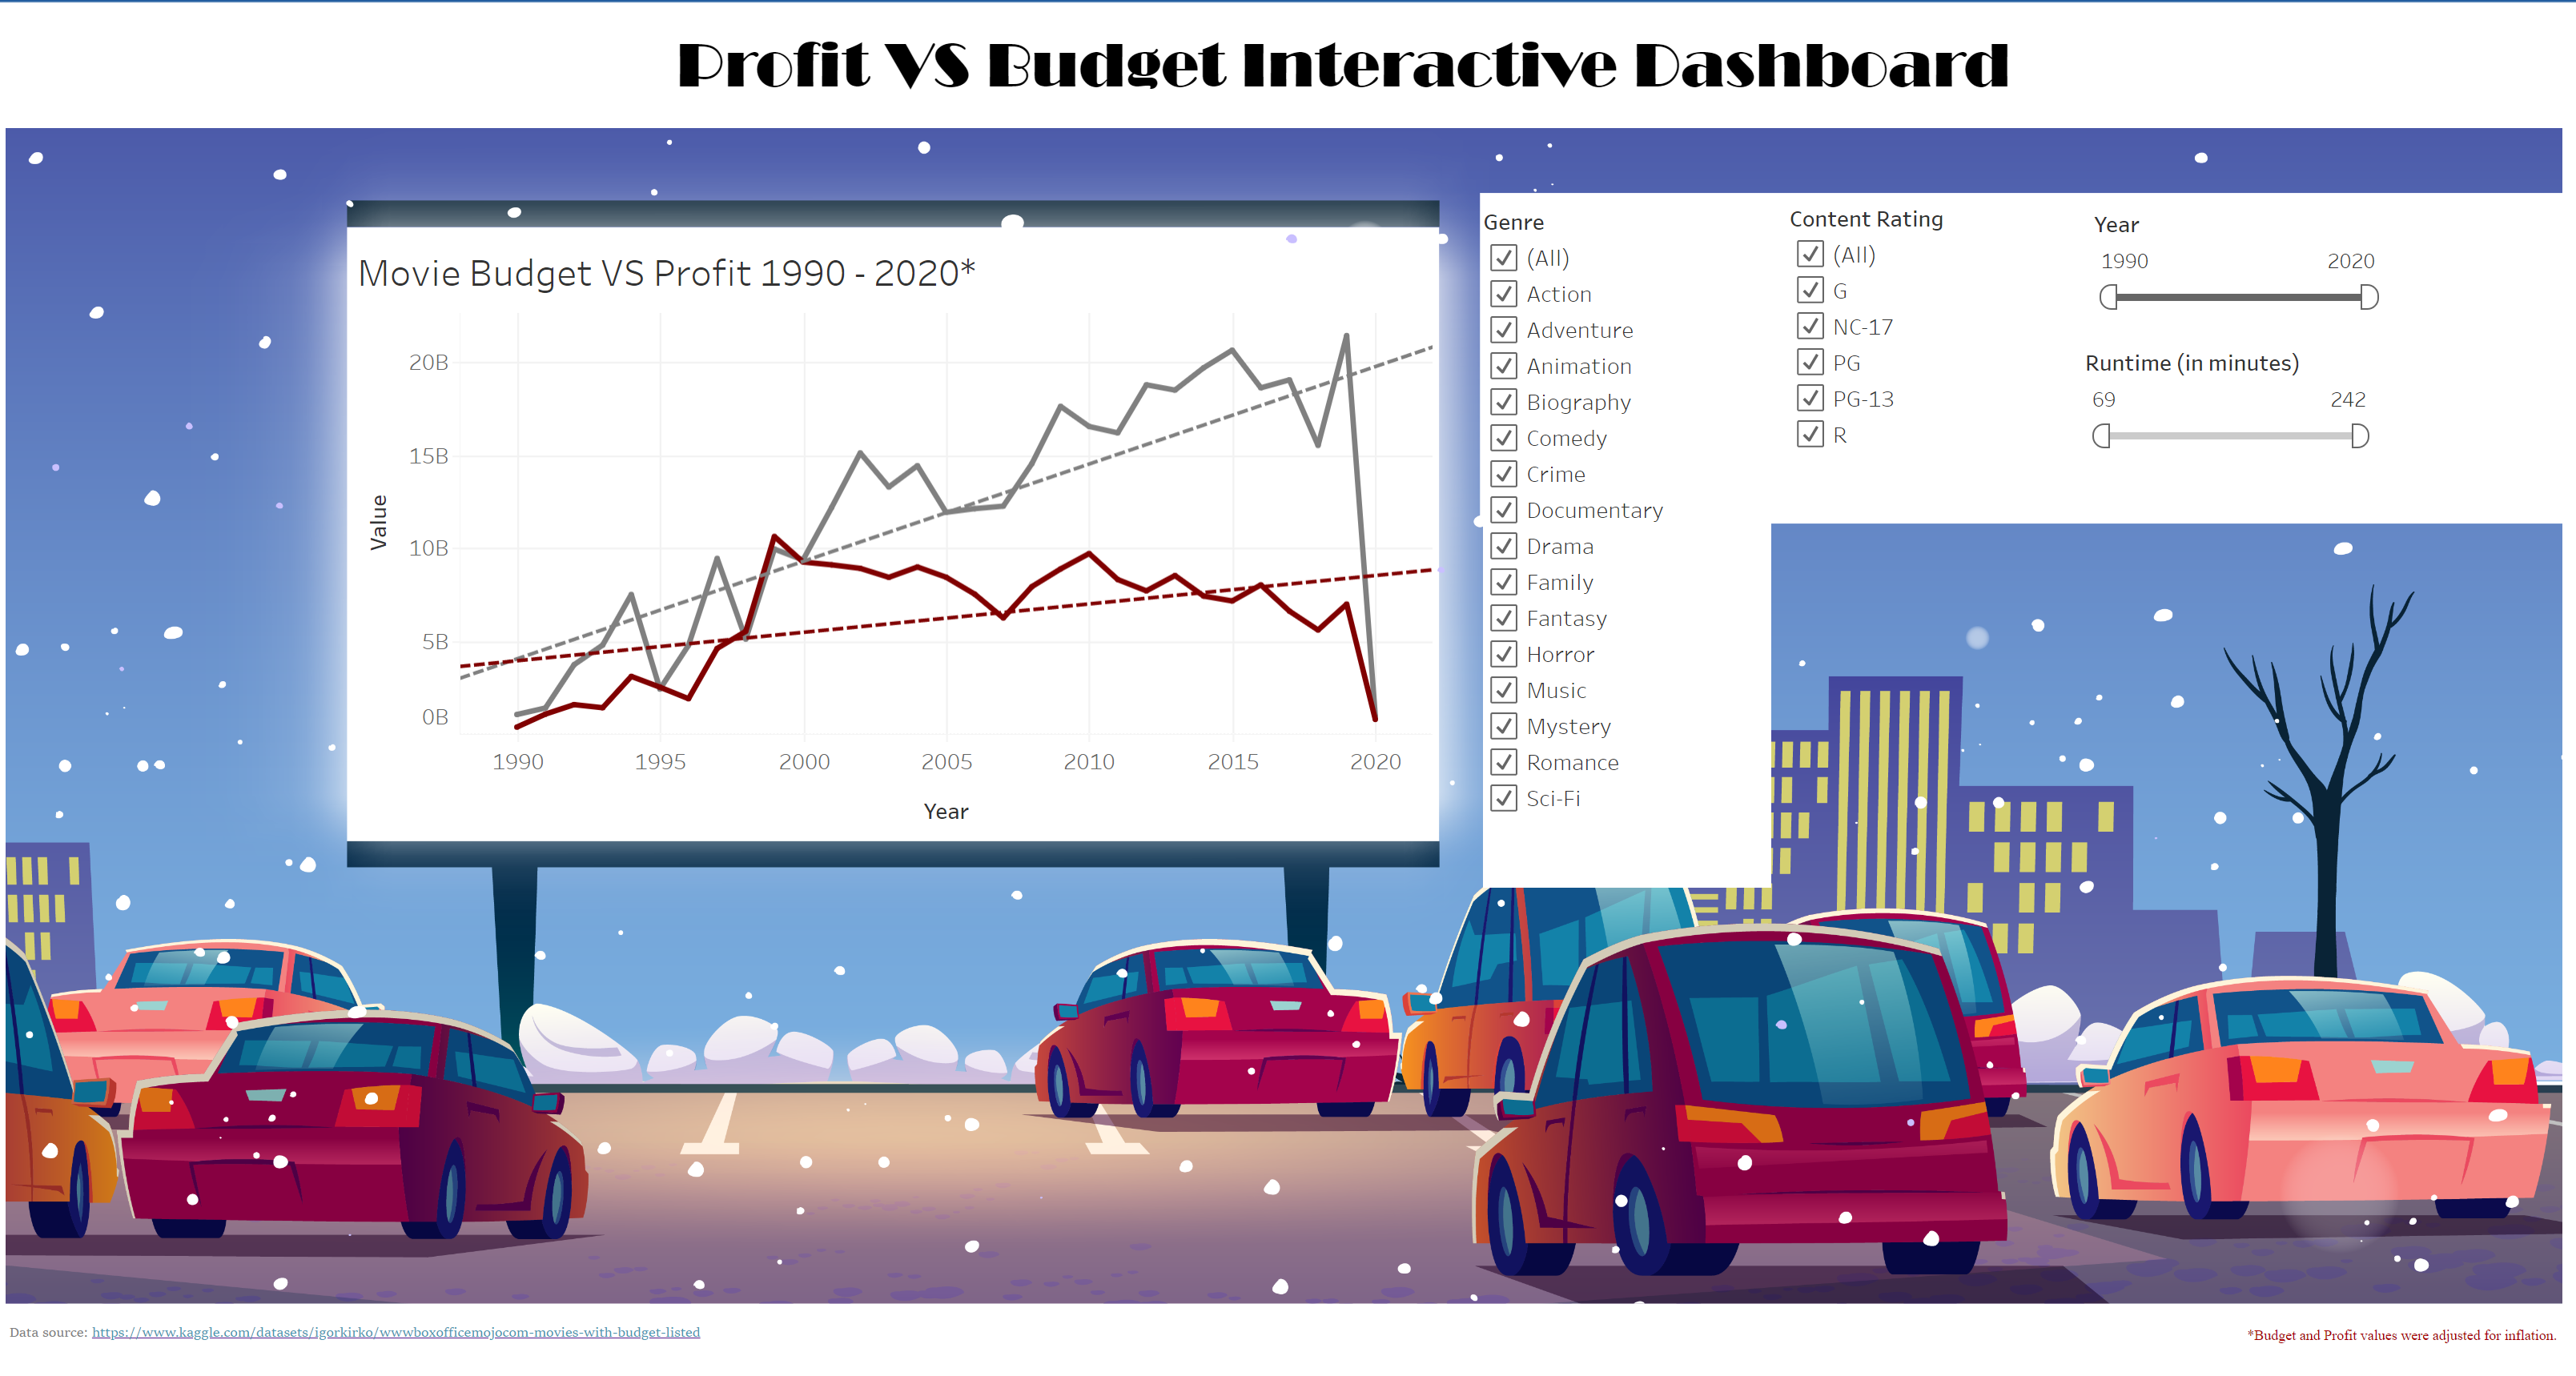 Profit VS Budget Interactive Dashboard
Movie Budget VS Profit 1990 - 2020*
Value
20B
15B
10B
5B
0B
1990 1995 2000 2005 2010 2015 2020
Year
Genre
(All)
Action
Adventure
Animation
Biography
Comedy
Crime
Documentary
Drama
Family
Fantasy
Horror
Music
Mystery
Romance
Sci-Fi
Content Rating
(All)
G
NC-17
PG
PG-13
R
Year
1990 2020
Runtime (in minutes)
69 242
Data source: https://www.kaggle.com/datasets/igorkirko/wwwboxofficemojocom-movies-with-budget-listed
*Budget and Profit values were adjusted for inflation.